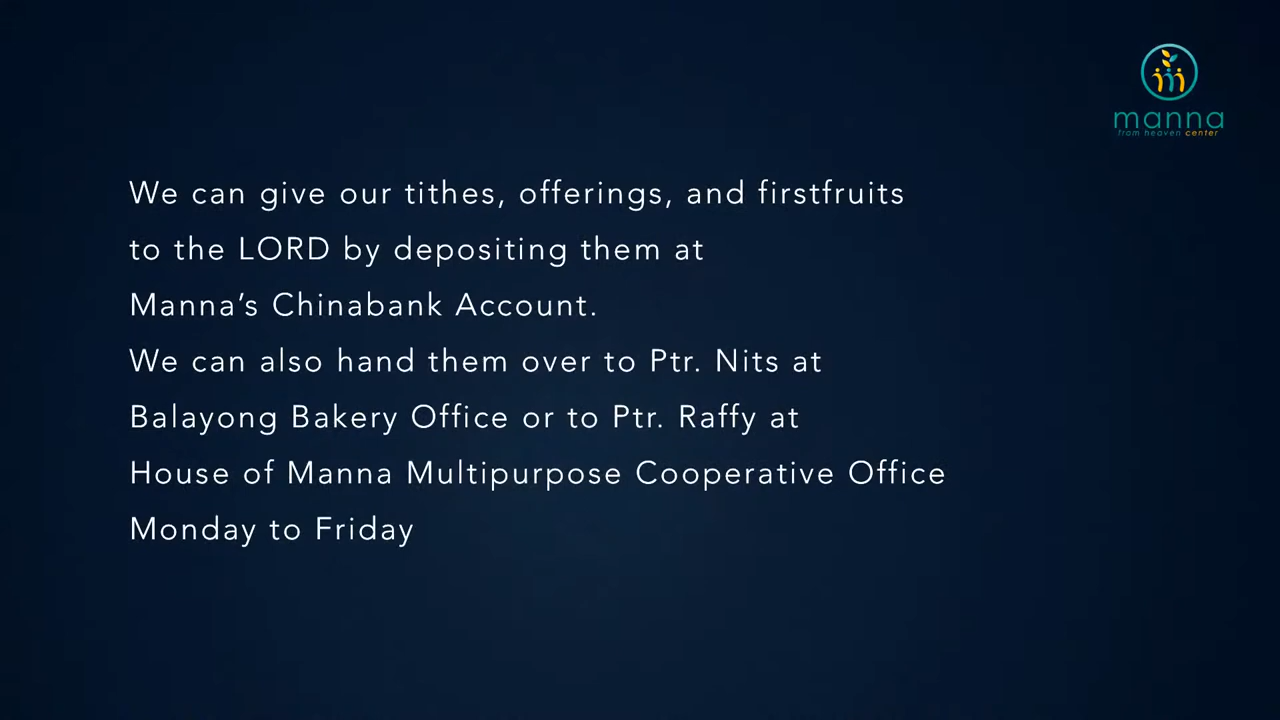 manna
from heaven center
We can give our tithes, offerings, and firstfruits
to the LORD by depositing them at
Manna’s Chinabank Account.
We can also hand them over to Ptr. Nits at
Balayong Bakery Office or to Ptr. Raffy at
House of Manna Multipurpose Cooperative Office
Monday to Friday